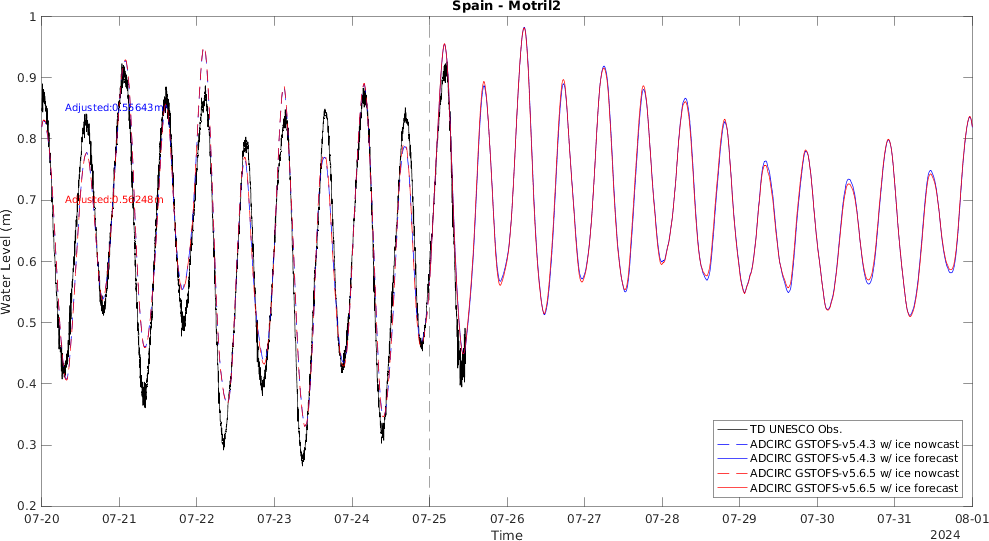 Spain - Motril2
1
0.9
0.8
0.7
0.6
0.5
0.4
0.3
0.2
Water Level (m)
Adjusted:0.55643m
Adjusted:0.56248m
TD UNESCO Obs.
ADCIRC GSTOFS-v5.4.3 w/ ice nowcast
ADCIRC GSTOFS-v5.4.3 w/ ice forecast
ADCIRC GSTOFS-v5.6.5 w/ ice nowcast
ADCIRC GSTOFS-v5.6.5 w/ ice forecast
07-20 07-21 07-22 07-23 07-24 07-25 07-26 07-27 07-28 07-29 07-30 07-31 08-01
Time
2024